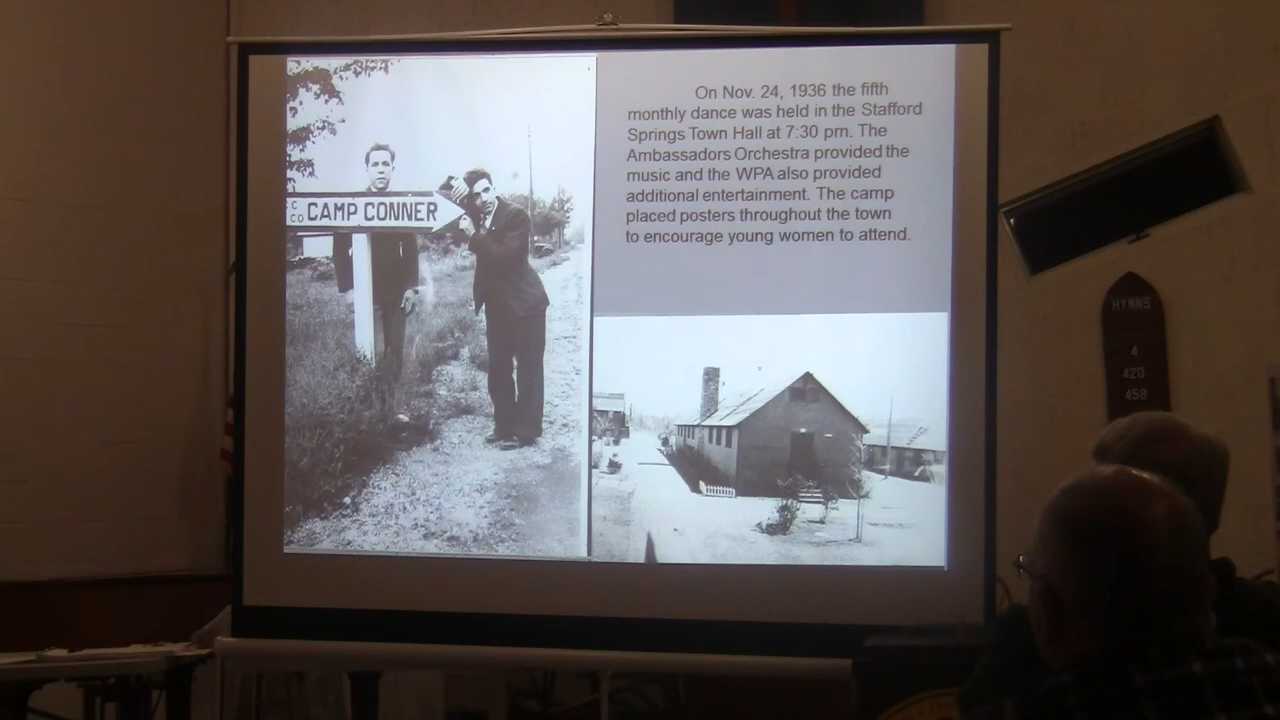 CC
CO
CAMP CONNER
On Nov. 24, 1936 the fifth
monthly dance was held in the Stafford
Springs Town Hall at 7:30 pm. The
Ambassadors Orchestra provided the
music and the WPA also provided
additional entertainment. The camp
placed posters throughout the town
to encourage young women to attend.
HYMNS
4
420
458